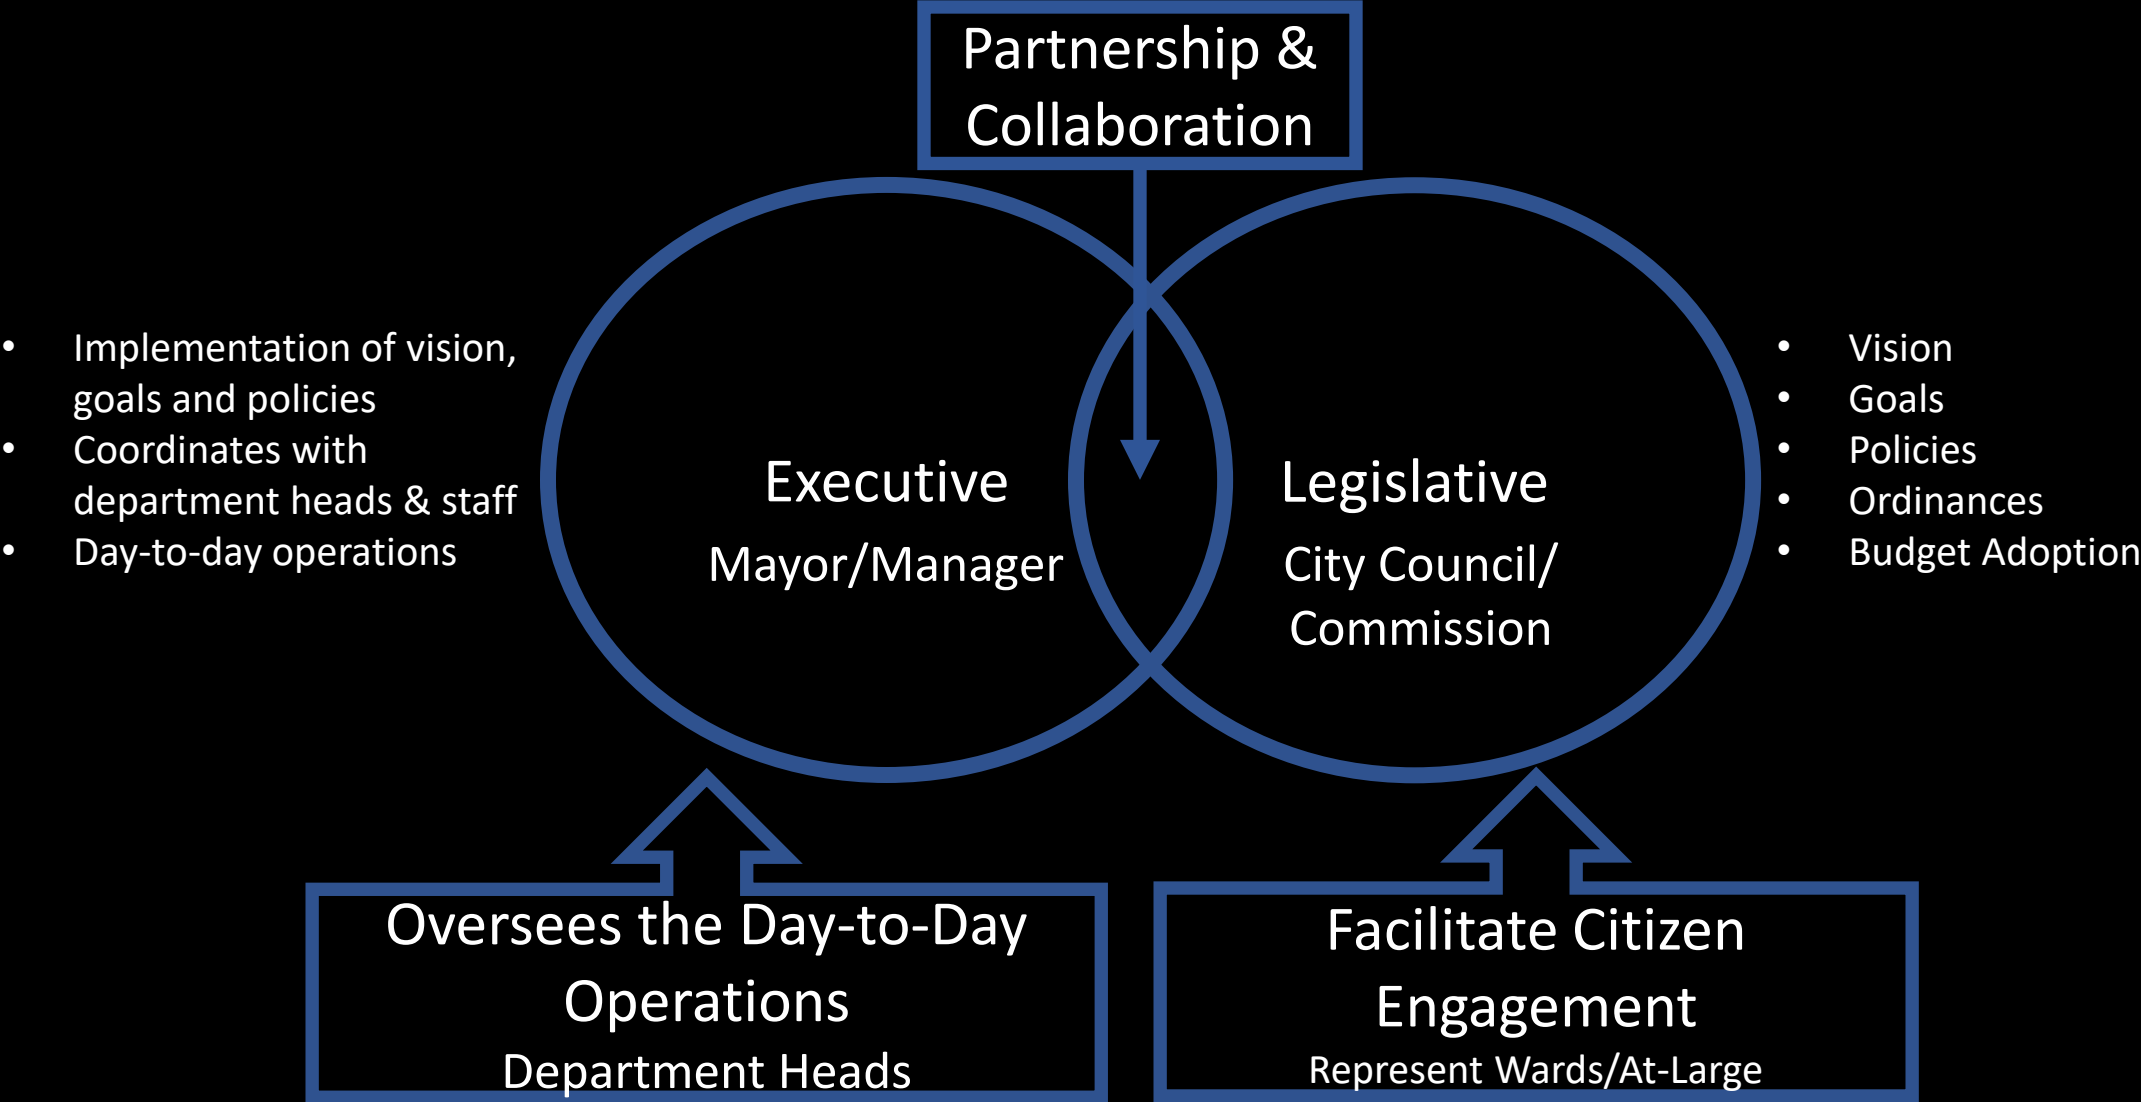 Partnership &
Collaboration
• Implementation of vision,
goals and policies
• Coordinates with
department heads & staff
• Day-to-day operations
Executive
Mayor/Manager
Legislative
City Council/
Commission
• Vision
• Goals
• Policies
• Ordinances
• Budget Adoption
Oversees the Day-to-Day
Operations
Department Heads
Facilitate Citizen
Engagement
Represent Wards/At-Large